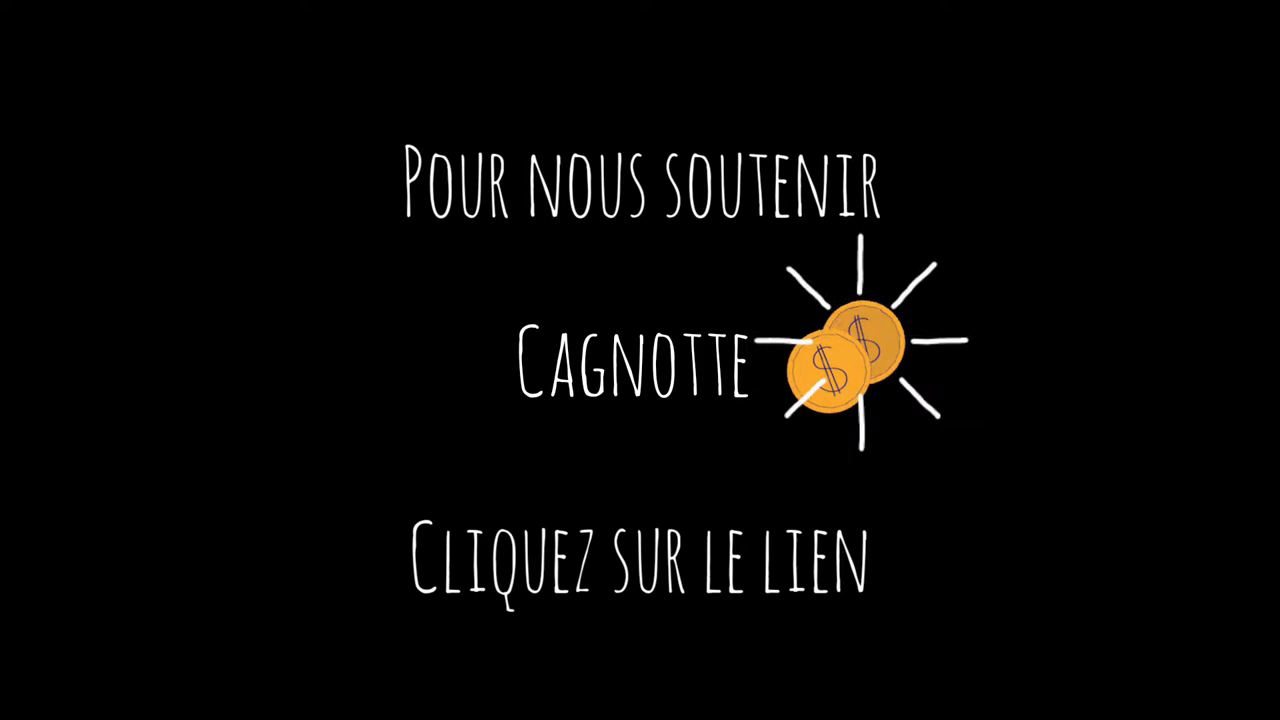 Pour nous soutenir
Cagnotte
$
$
Cliquez sur le lien